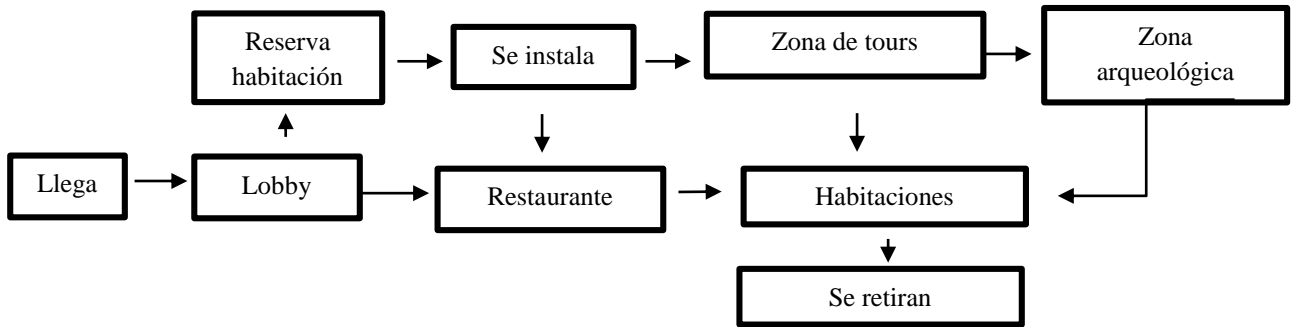 Reserva
habitación
Se instala
Zona de tours
Zona
arqueológica
Llega
Lobby
Restaurante
Habitaciones
Se retiran